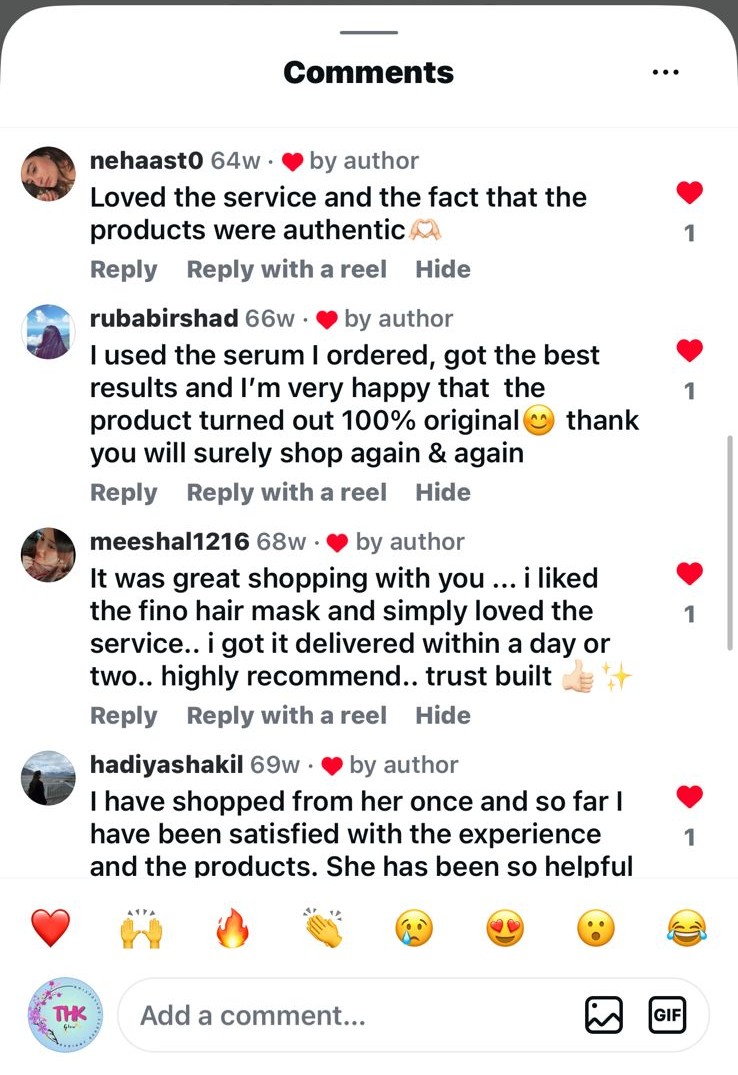 Comments
nehaast0 64w · ❤️ by author
Loved the service and the fact that the
products were authentic🫶🏻
1
Reply Reply with a reel Hide
rubabirshad 66w · ❤️ by author
I used the serum I ordered, got the best
results and I’m very happy that  the
product turned out 100% original😊 thank
you will surely shop again & again
1
Reply Reply with a reel Hide
meeshal1216 68w · ❤️ by author
It was great shopping with you ... i liked
the fino hair mask and simply loved the
service.. i got it delivered within a day or
two.. highly recommend.. trust built 👍🏻✨
1
Reply Reply with a reel Hide
hadiyashakil 69w · ❤️ by author
I have shopped from her once and so far I
have been satisfied with the experience
and the products. She has been so helpful
1
THK
Add a comment...
GIF